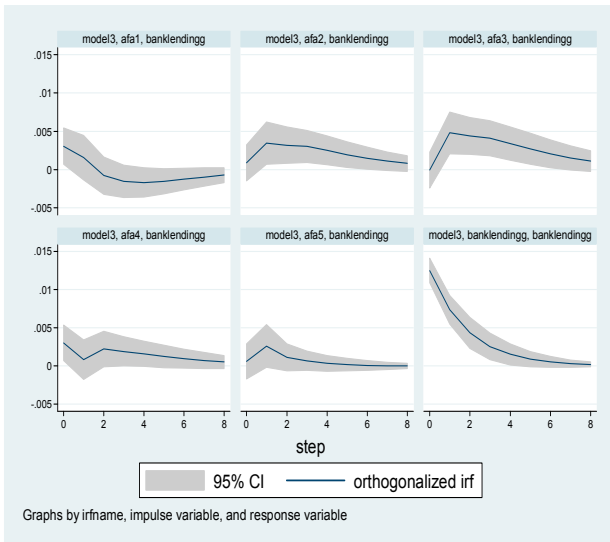 model3, afa1, banklendingg
model3, afa2, banklendingg
model3, afa3, banklendingg
.015
.01
.005
0
-.005
model3, afa4, banklendingg
model3, afa5, banklendingg
model3, banklendingg, banklendingg
.015
.01
.005
0
-.005
0 2 4 6 8
0 2 4 6 8
0 2 4 6 8
step
95% CI
orthogonalized irf
Graphs by irfname, impulse variable, and response variable